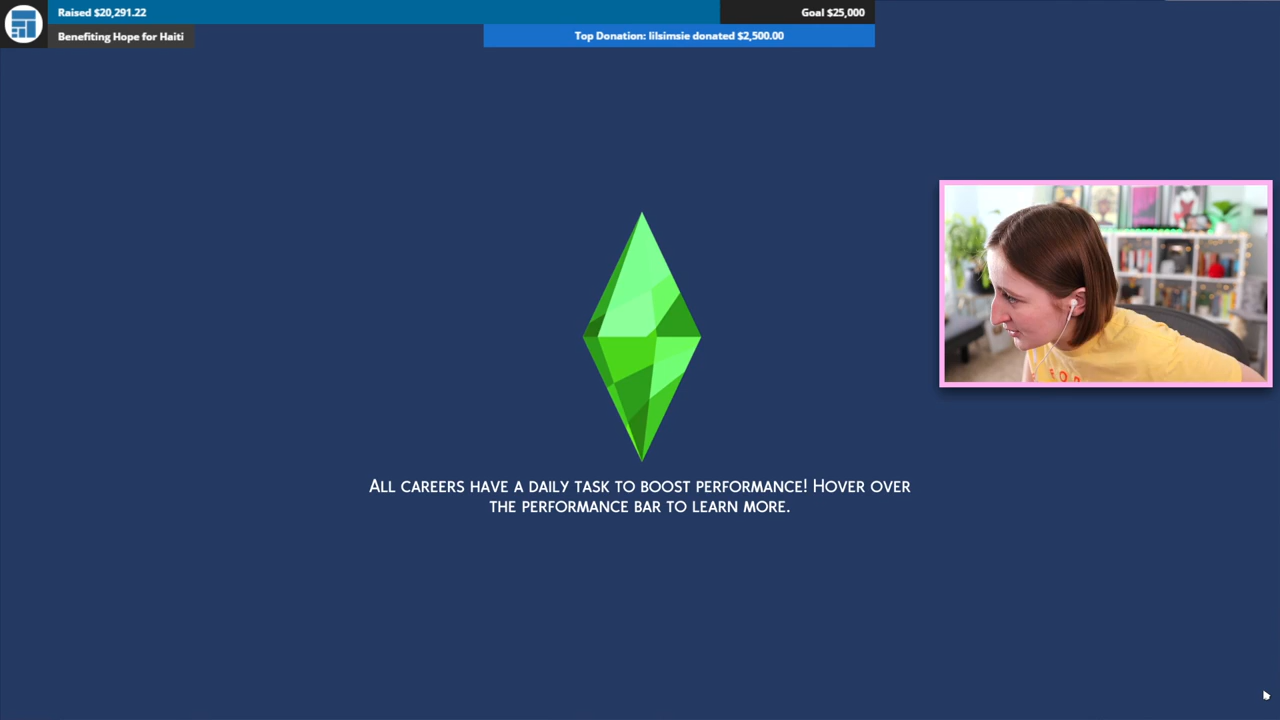 Raised $20,291.22
Goal $25,000
Benefiting Hope for Haiti
Top Donation: lilsimsie donated $2,500.00
ALL CAREERS HAVE A DAILY TASK TO BOOST PERFORMANCE! HOVER OVER
THE PERFORMANCE BAR TO LEARN MORE.